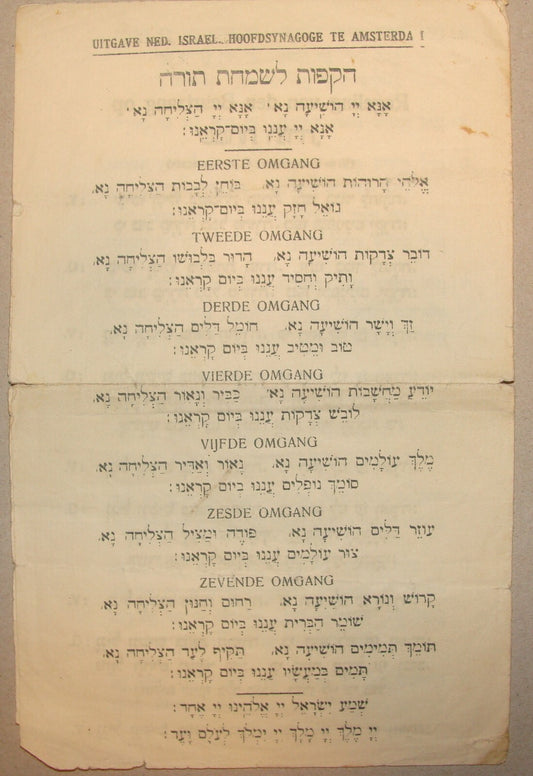 UITGAVE NED. ISRAEL. HOOFDSYNAGOGE TE AMSTERDA
הקפות לשמחת תורה
אָנָּא יְיָ הוֹשִׁיעָה נָּא׳ אָנָּא יְיָ הַצְלִיחָה נָא׳
אָנָּא יְיָ עֲנֵנוּ בְיוֹם־קָרְאֵנוּ:
EERSTE OMGANG
אֱלֹהֵי הָרוּחוֹת הוֹשִׁיעָה נָּא. בּוֹחֵן לְבָבוֹת הַצְלִיחָה נָא.
גוֹאֵל חָזָק עֲנֵנוּ בְיוֹם־קָרְאֵנוּ:
TWEEDE OMGANG
דוֹבֵר צְדָקוֹת הוֹשִׁיעָה נָּא. הָדוּר בִּלְבוּשׁוֹ הַצְלִיחָה נָא.
וָתִיק וְחָסִיד עֲנֵנוּ בְיוֹם קָרְאֵנוּ:
DERDE OMGANG
זַךְ וְיָשָׁר הוֹשִׁיעָה נָּא. חוֹמֵל דַּלִּים הַצְלִיחָה נָא.
טוֹב וּמֵטִיב עֲנֵנוּ בְיוֹם קָרְאֵנוּ:
VIERDE OMGANG
יוֹדֵעַ מַחֲשָׁבוֹת הוֹשִׁיעָה נָּא׳ כַּבִּיר וְנָאוֹר הַצְלִיחָה נָא.
לוֹבֵשׁ צְדָקוֹת עֲנֵנוּ בְיוֹם קָרְאֵנוּ:
VIJFDE OMGANG
מֶלֶךְ עוֹלָמִים הוֹשִׁיעָה נָּא. נָאוֹר וְאַדִּיר הַצְלִיחָה נָא.
סוֹמֵךְ נוֹפְלִים עֲנֵנוּ בְיוֹם קָרְאֵנוּ:
ZESDE OMGANG
עוֹזֵר דַּלִּים הוֹשִׁיעָה נָּא. פּוֹדֶה וּמַצִּיל הַצְלִיחָה נָא.
צוּר עוֹלָמִים עֲנֵנוּ בְיוֹם קָרְאֵנוּ:
ZEVENDE OMGANG
קָדוֹשׁ וְנוֹרָא הוֹשִׁיעָה נָּא. רַחוּם וְחַנּוּן הַצְלִיחָה נָא.
שׁוֹמֵר הַבְּרִית עֲנֵנוּ בְיוֹם קָרְאֵנוּ:
תּוֹמֵךְ תְּמִימִים הוֹשִׁיעָה נָּא. תַּקִּיף לָעַד הַצְלִיחָה נָא.
תָּמִים בְּמַעֲשָׂיו עֲנֵנוּ בְיוֹם קָרְאֵנוּ:
שְׁמַע יִשְׂרָאֵל יְיָ אֱלֹהֵינוּ יְיָ אֶחָד:
יְיָ מֶלֶךְ יְיָ מָלָךְ יְיָ יִמְלֹךְ לְעֹלָם וָעֶד: